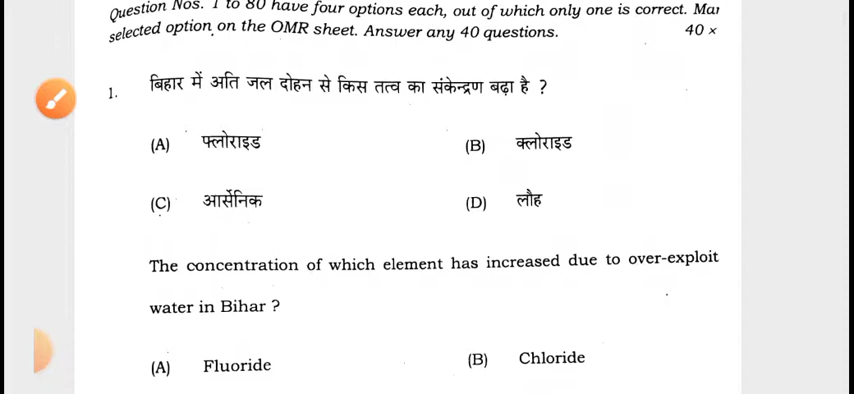 Question Nos. 1 to 80 have four options each, out of which only one is correct. Mar
selected option on the OMR sheet. Answer any 40 questions. 40 ×
1. बिहार में अति जल दोहन से किस तत्व का संकेन्द्रण बढ़ा है ?
(A) फ्लोराइड (B) क्लोराइड
(C) आर्सेनिक (D) लौह
The concentration of which element has increased due to over-exploit
water in Bihar ?
(A) Fluoride (B) Chloride